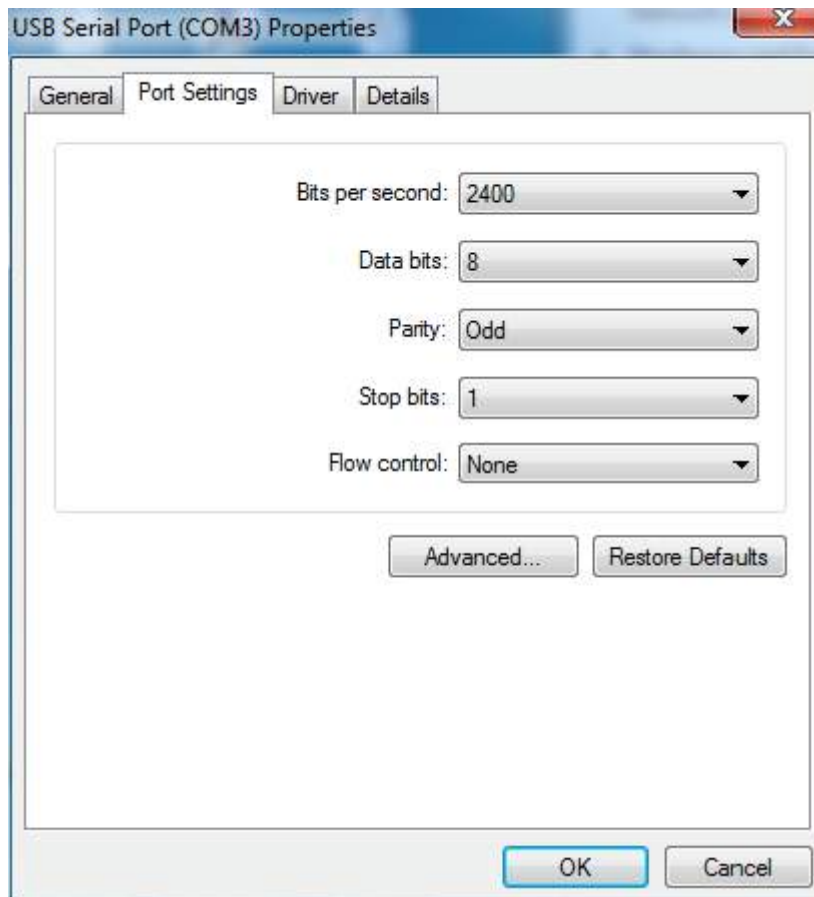 USB Serial Port (COM3) Properties
X
General Port Settings Driver Details
Bits per second: 2400
Data bits: 8
Parity: Odd
Stop bits: 1
Flow control: None
Advanced... Restore Defaults
OK Cancel